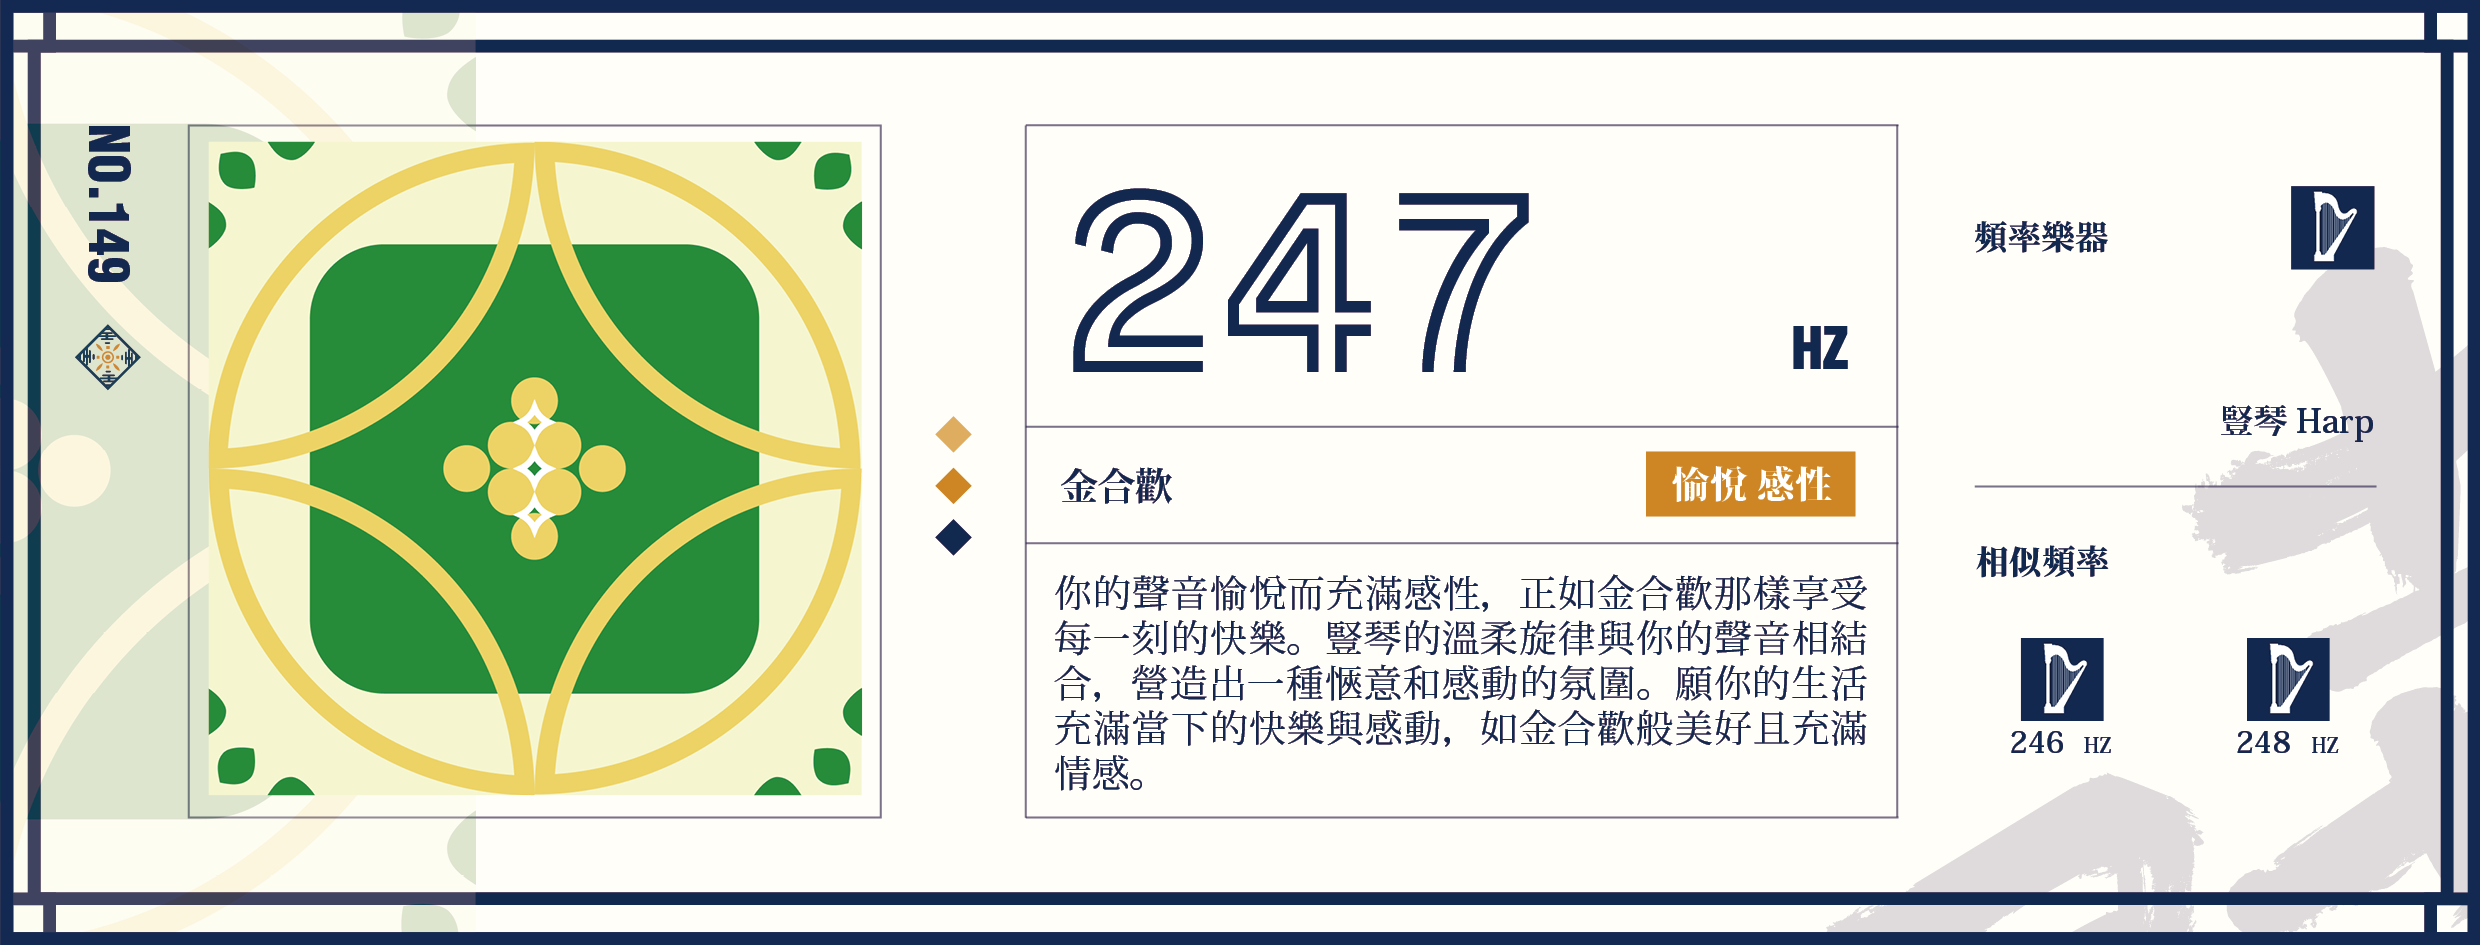 NO.149
247
HZ
金合歡
愉悅 感性
你的聲音愉悅而充滿感性，正如金合歡那樣享受
每一刻的快樂。豎琴的溫柔旋律與你的聲音相結
合，營造出一種愜意和感動的氛圍。願你的生活
充滿當下的快樂與感動，如金合歡般美好且充滿
情感。
頻率樂器
豎琴 Harp
相似頻率
246 HZ
248 HZ